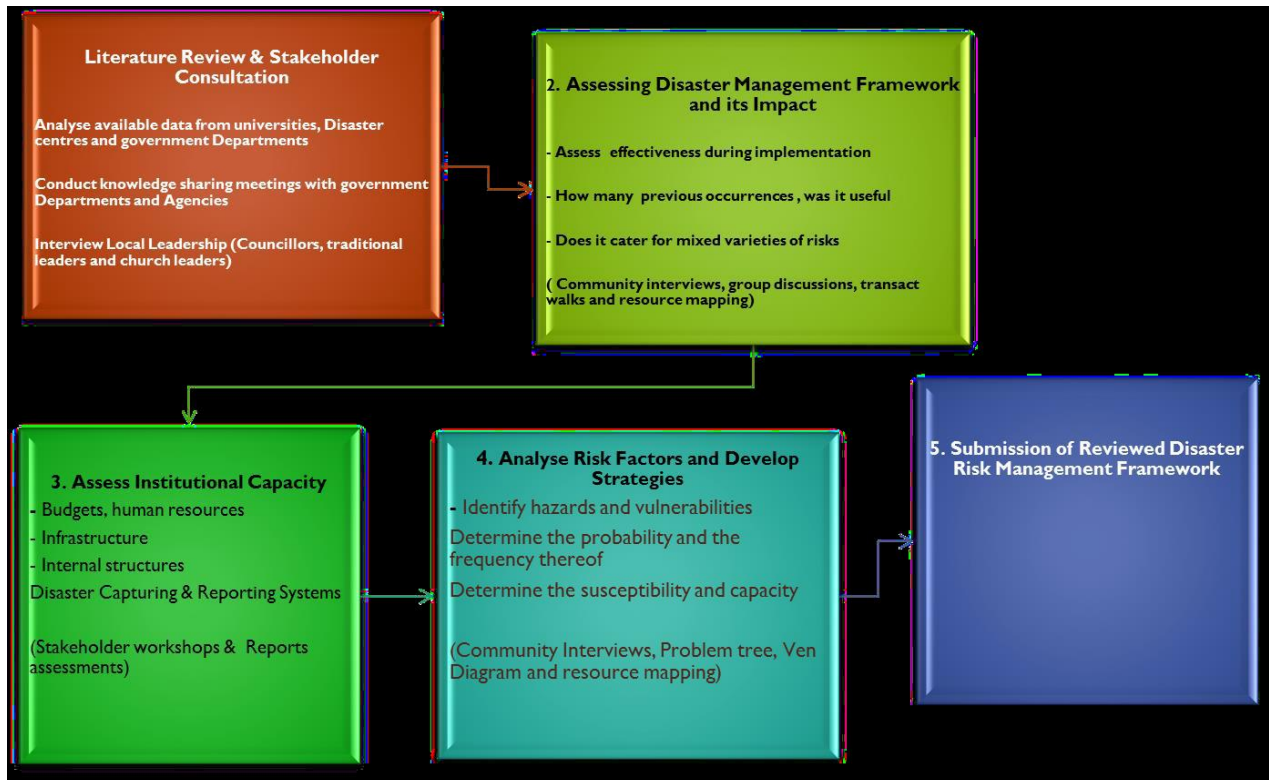 Literature Review & Stakeholder
Consultation
Analyse available data from universities, Disaster
centres and government Departments
Conduct knowledge sharing meetings with government
Departments and Agencies
Interview Local Leadership (Councillors, traditional
leaders and church leaders)
2. Assessing Disaster Management Framework
and its Impact
- Assess effectiveness during implementation
- How many previous occurrences , was it useful
- Does it cater for mixed varieties of risks
( Community interviews, group discussions, transact
walks and resource mapping)
3. Assess Institutional Capacity
- Budgets, human resources
- Infrastructure
- Internal structures
Disaster Capturing & Reporting Systems
(Stakeholder workshops & Reports
assessments)
4. Analyse Risk Factors and Develop
Strategies
- Identify hazards and vulnerabilities
Determine the probability and the
frequency thereof
Determine the susceptibility and capacity
(Community Interviews, Problem tree, Ven
Diagram and resource mapping)
5. Submission of Reviewed Disaster
Risk Management Framework